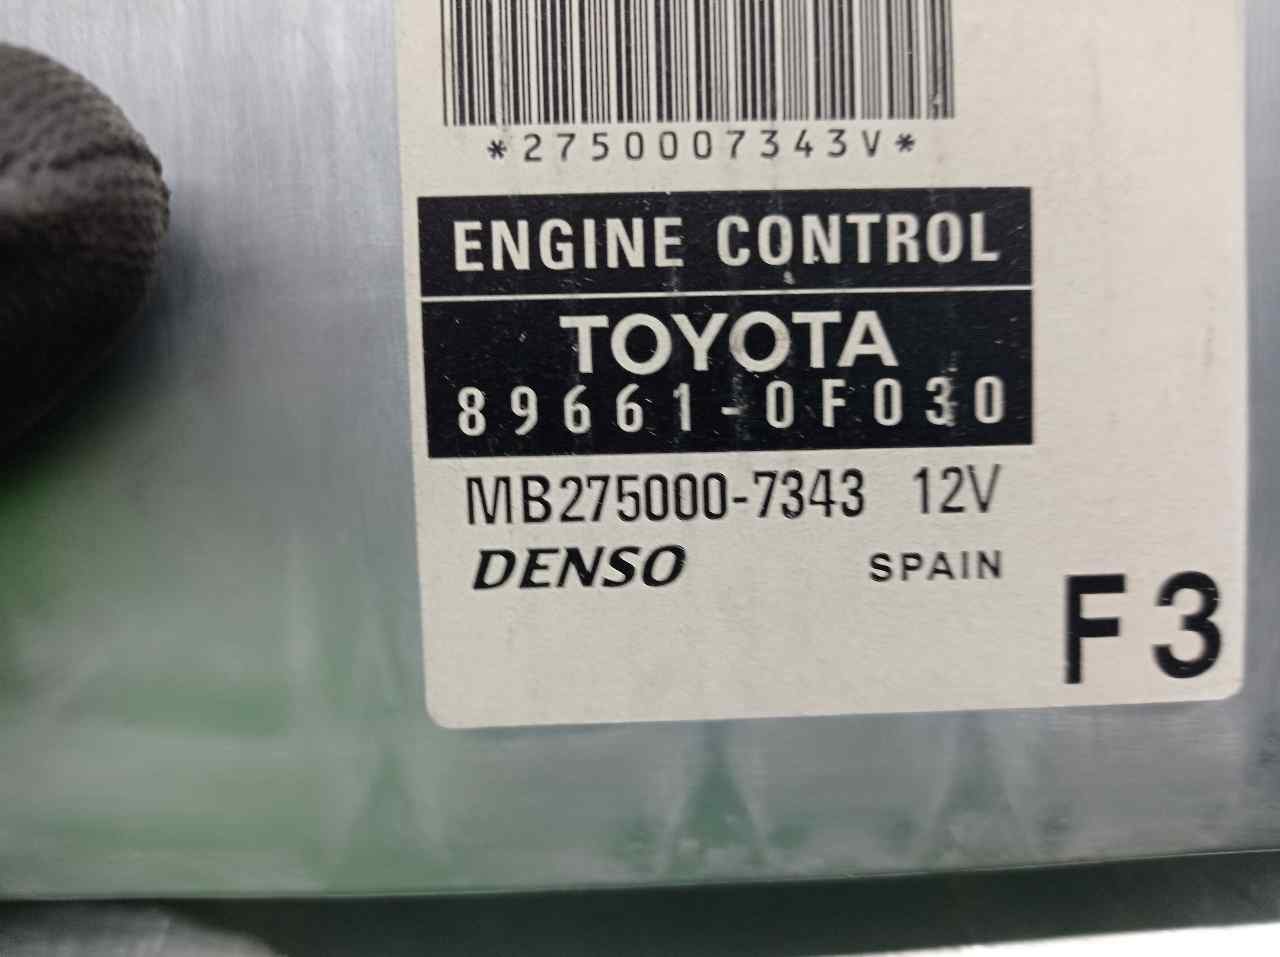 *2750007343V*
ENGINE CONTROL
TOYOTA
89661-0F030
MB275000-7343 12V
DENSO SPAIN
F3